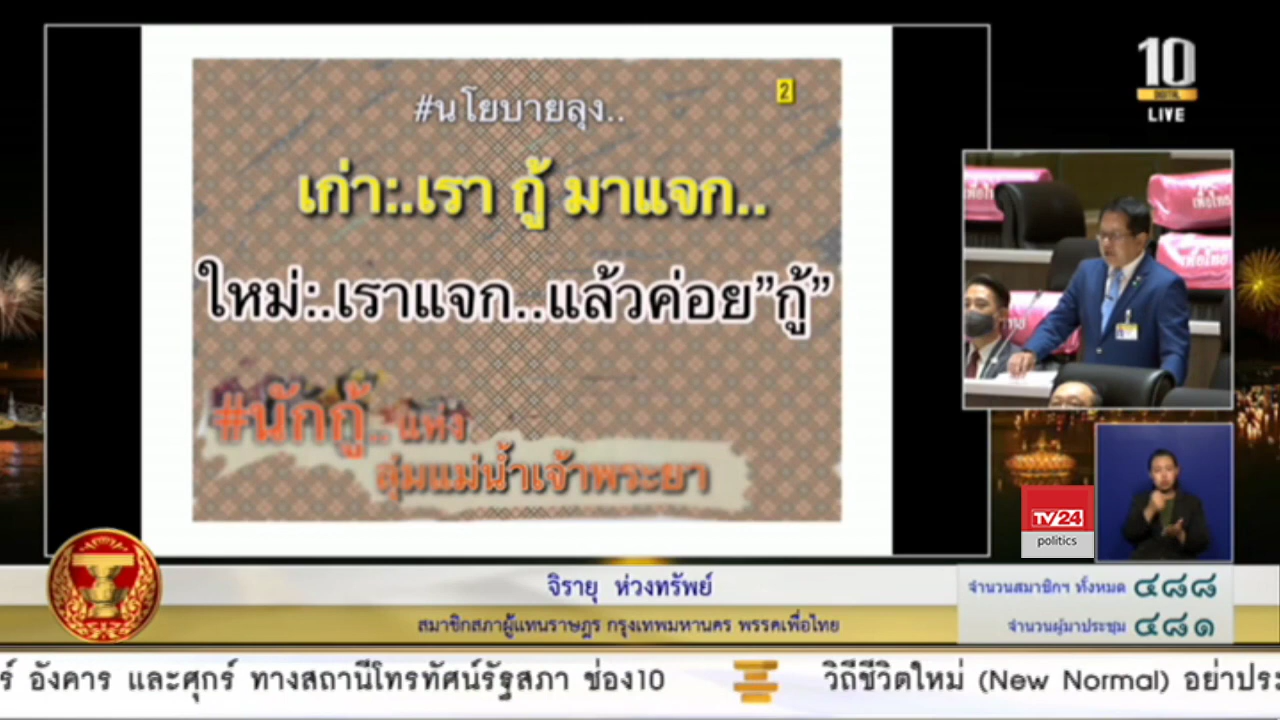 #นโยบายลุง..
2
เก่า:.เรา กู้ มาแจก..
ใหม่:.เราแจก..แล้วค่อย"กู้"
#นักกู้..แห่ง
ลุ่มแม่น้ำเจ้าพระยา
10
DIGITAL
LIVE
เพื่อไทย
เพื่อไทย
TV24
politics
จิรายุ ห่วงทรัพย์
สมาชิกสภาผู้แทนราษฎร กรุงเทพมหานคร พรรคเพื่อไทย
จำนวนสมาชิกฯ ทั้งหมด ๔๘๘
จำนวนผู้มาประชุม ๔๘๑
ร์ อังคาร และศุกร์ ทางสถานีโทรทัศน์รัฐสภา ช่อง10 วิถีชีวิตใหม่ (New Normal) อย่าประ